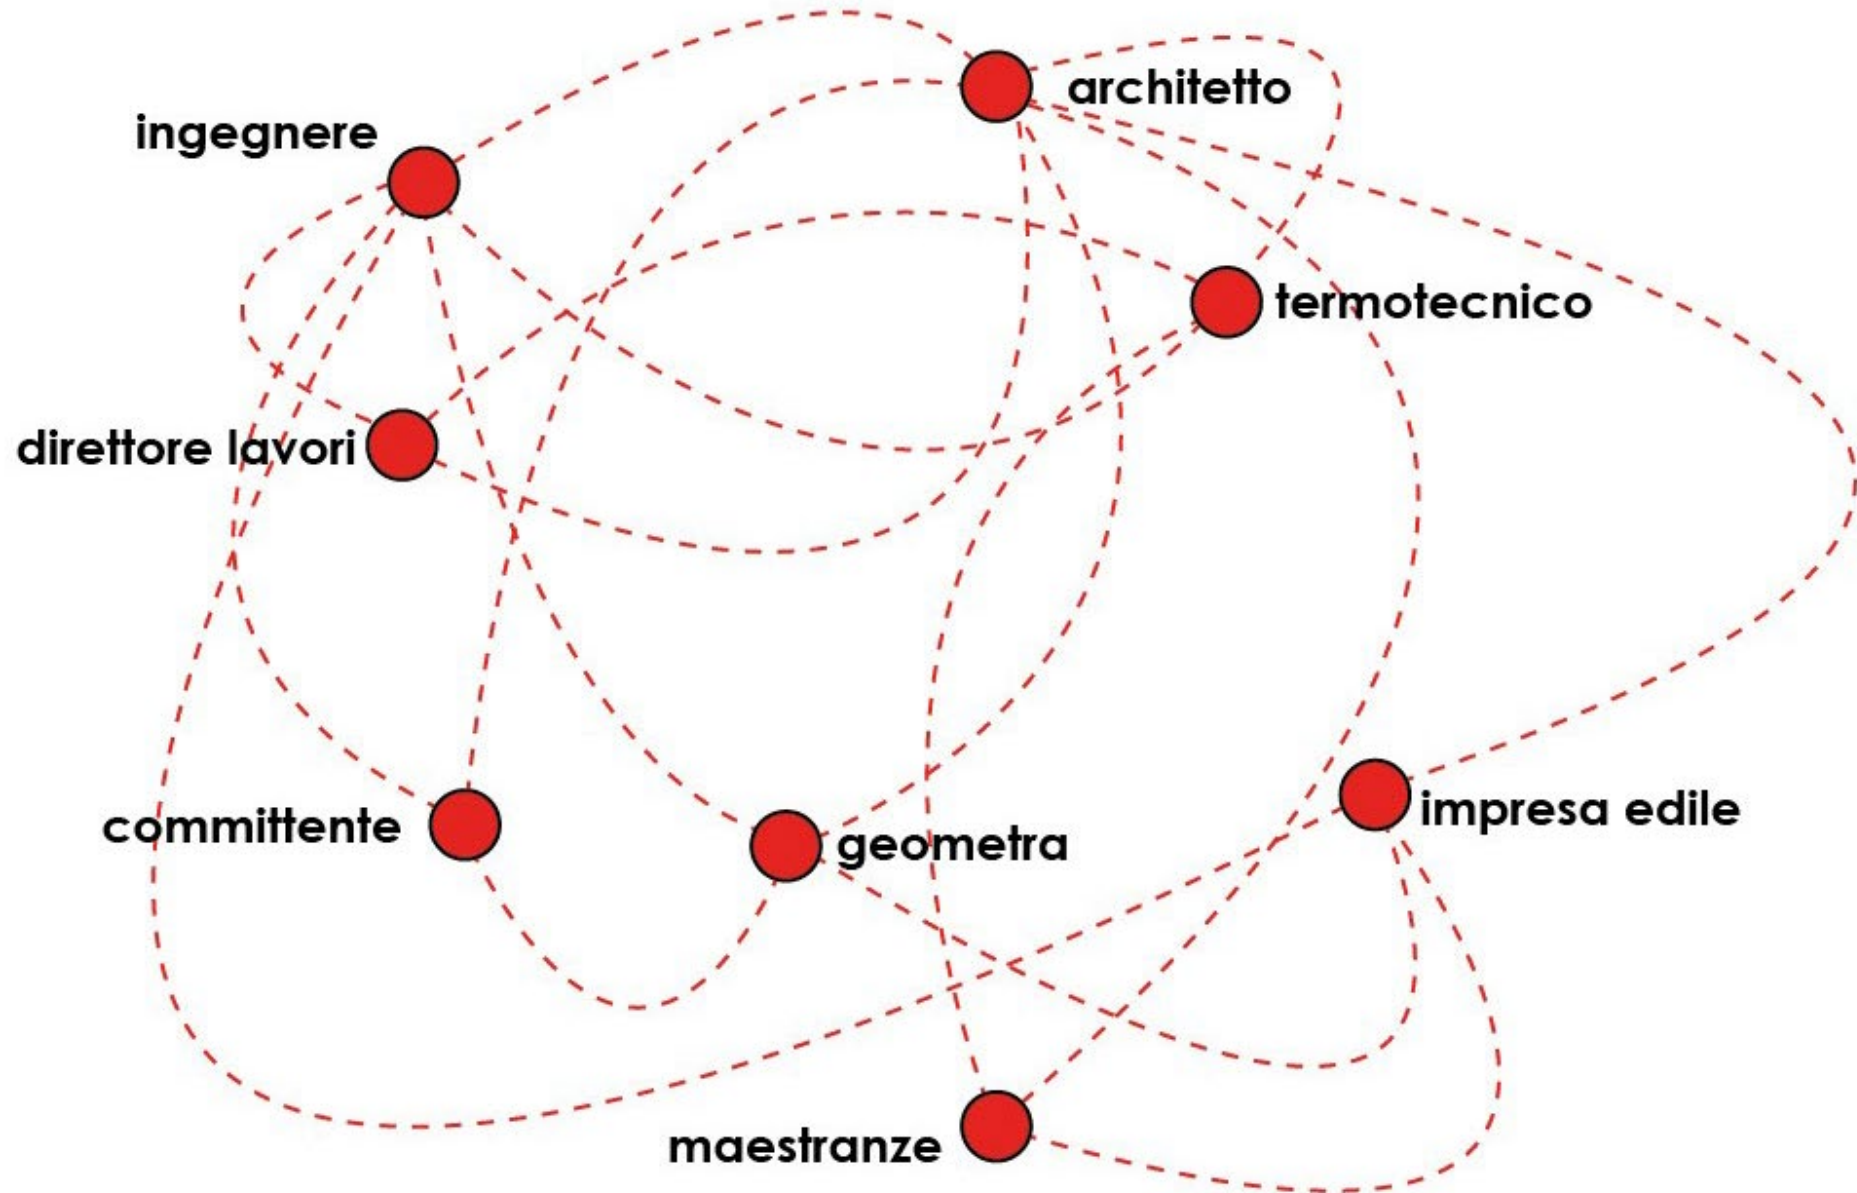 architetto
ingegnere
termotecnico
direttore lavori
committente
geometra
impresa edile
maestranze